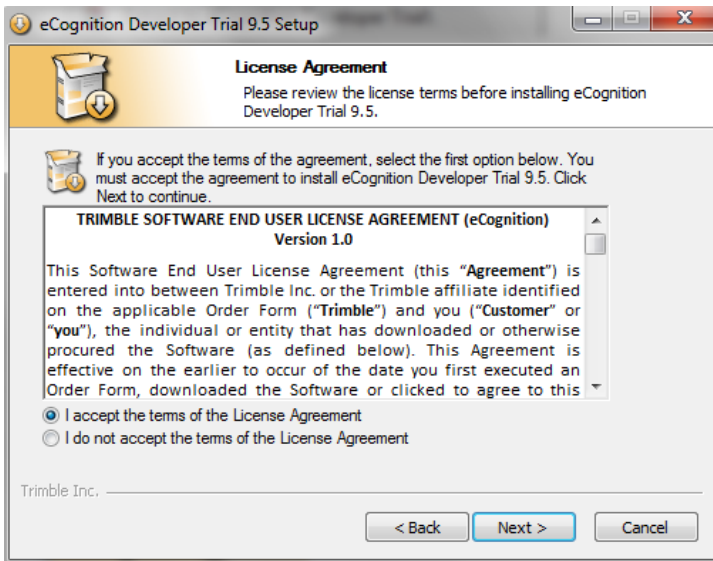 eCognition Developer Trial 9.5 Setup
License Agreement
Please review the license terms before installing eCognition
Developer Trial 9.5.
If you accept the terms of the agreement, select the first option below. You
must accept the agreement to install eCognition Developer Trial 9.5. Click
Next to continue.
TRIMBLE SOFTWARE END USER LICENSE AGREEMENT (eCognition)
Version 1.0
This Software End User License Agreement (this “Agreement”) is
entered into between Trimble Inc. or the Trimble affiliate identified
on the applicable Order Form (“Trimble”) and you (“Customer” or
“you”), the individual or entity that has downloaded or otherwise
procured the Software (as defined below). This Agreement is
effective on the earlier to occur of the date you first executed an
Order Form, downloaded the Software or clicked to agree to this
I accept the terms of the License Agreement
I do not accept the terms of the License Agreement
Trimble Inc.
< Back Next > Cancel